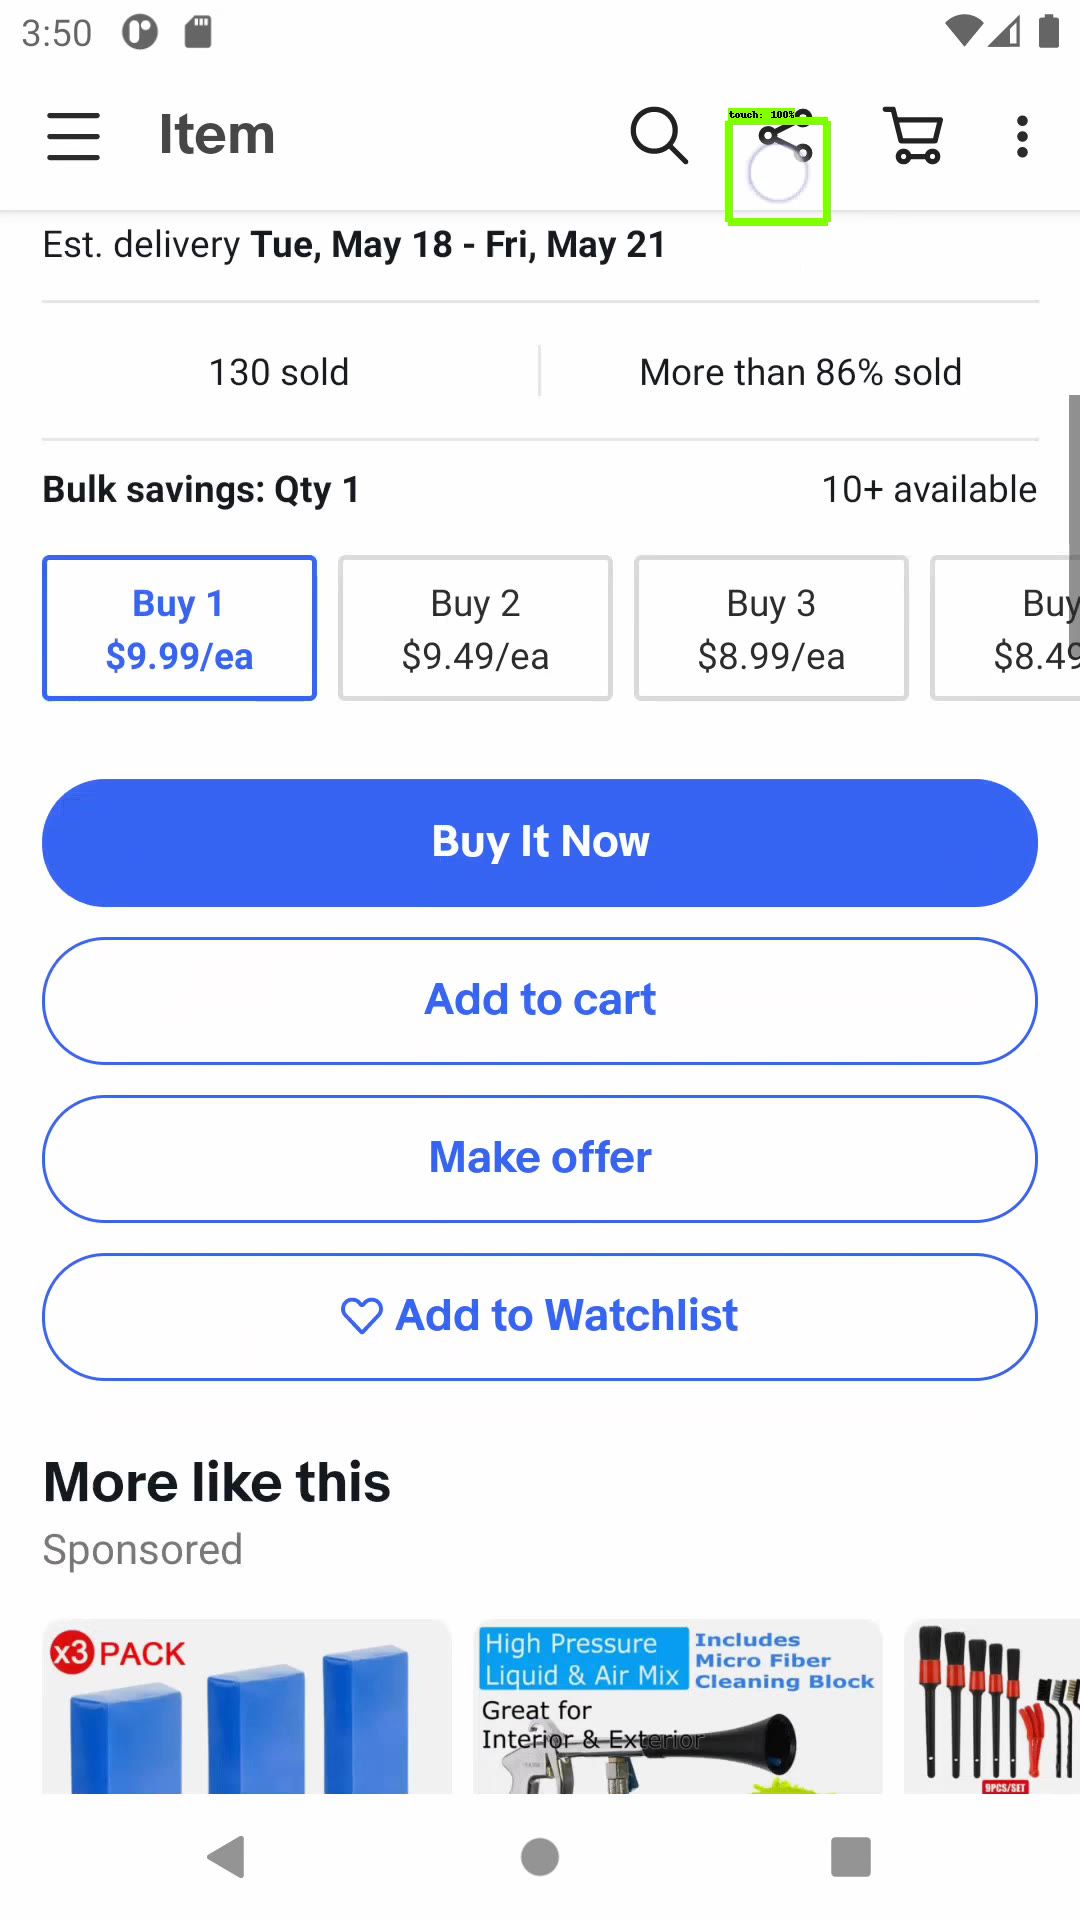 3:50
Item
touch: 100%
Est. delivery Tue, May 18 - Fri, May 21
130 sold
More than 86% sold
Bulk savings: Qty 1
10+ available
Buy 1
$9.99/ea
Buy 2
$9.49/ea
Buy 3
$8.99/ea
Buy
$8.49
Buy It Now
Add to cart
Make offer
Add to Watchlist
More like this
Sponsored
x3 PACK
High Pressure
Liquid & Air Mix
Includes
Micro Fiber
Cleaning Block
Great for
Interior & Exterior
9PCS/SET